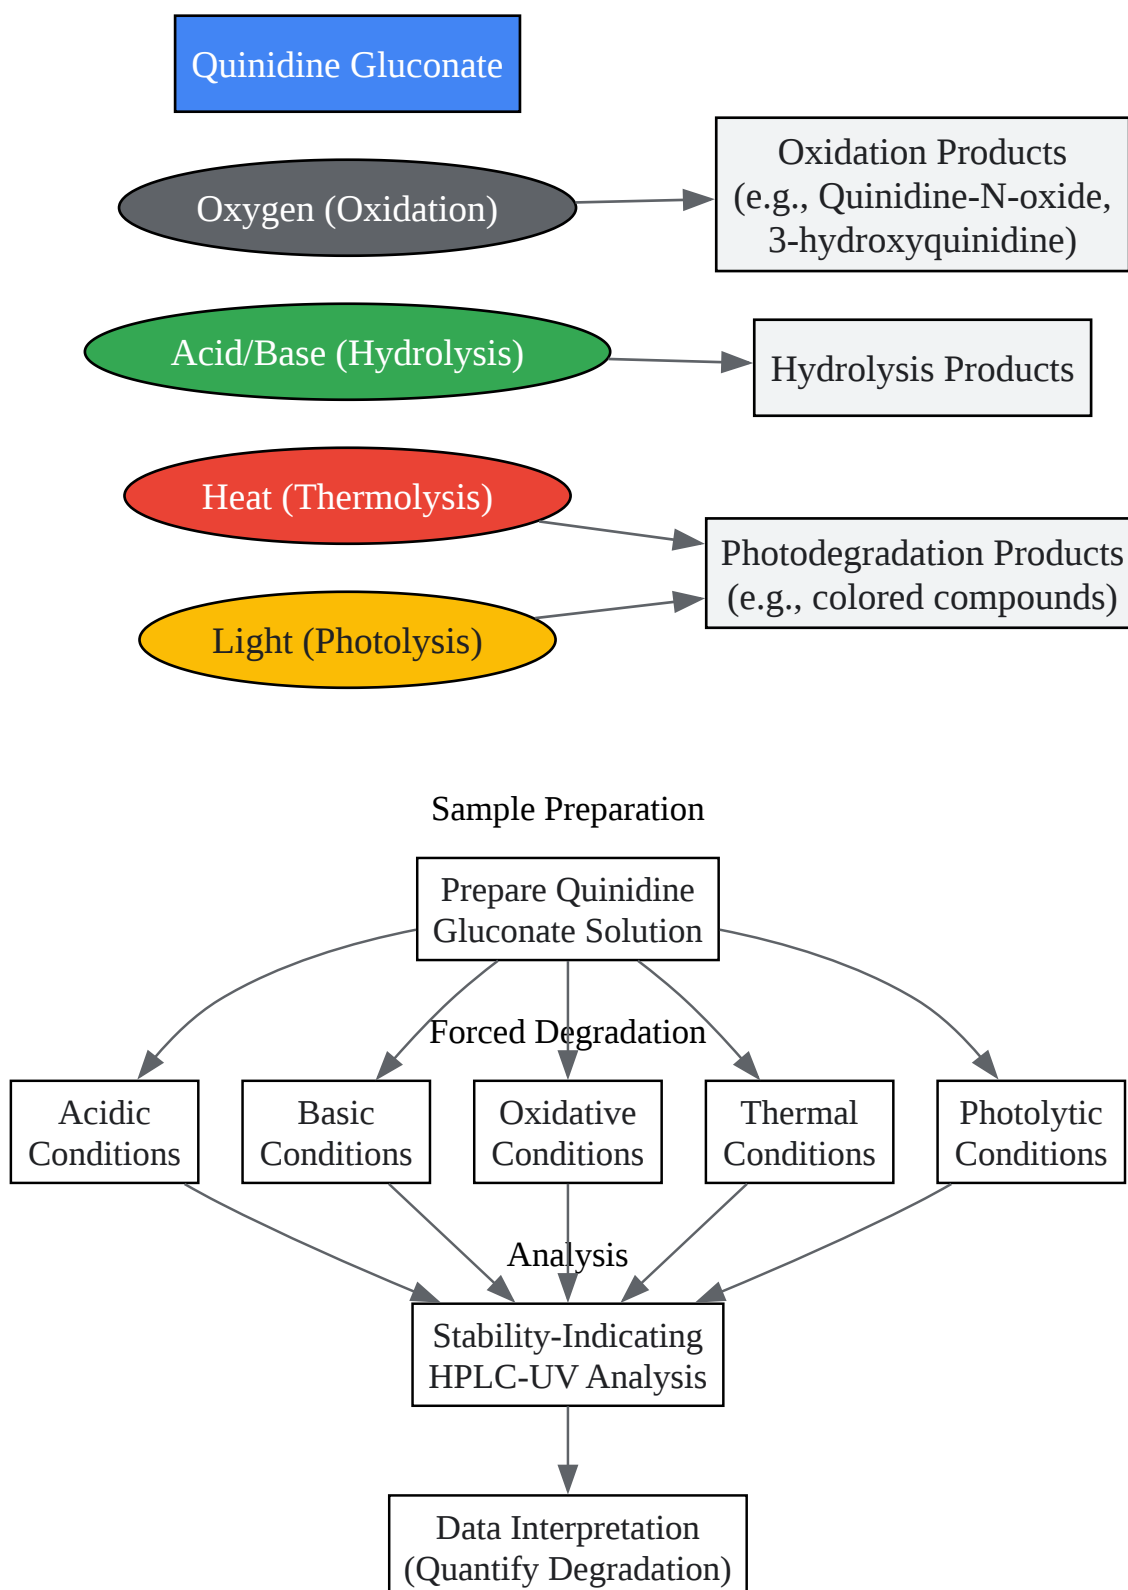 Quinidine Gluconate
Oxygen (Oxidation)
Oxidation Products
(e.g., Quinidine-N-oxide,
3-hydroxyquinidine)
Acid/Base (Hydrolysis)
Hydrolysis Products
Heat (Thermolysis)
Photodegradation Products
(e.g., colored compounds)
Light (Photolysis)
Sample Preparation
Prepare Quinidine
Gluconate Solution
Forced Degradation
Acidic
Conditions
Basic
Conditions
Oxidative
Conditions
Thermal
Conditions
Photolytic
Conditions
Analysis
Stability-Indicating
HPLC-UV Analysis
Data Interpretation
(Quantify Degradation)